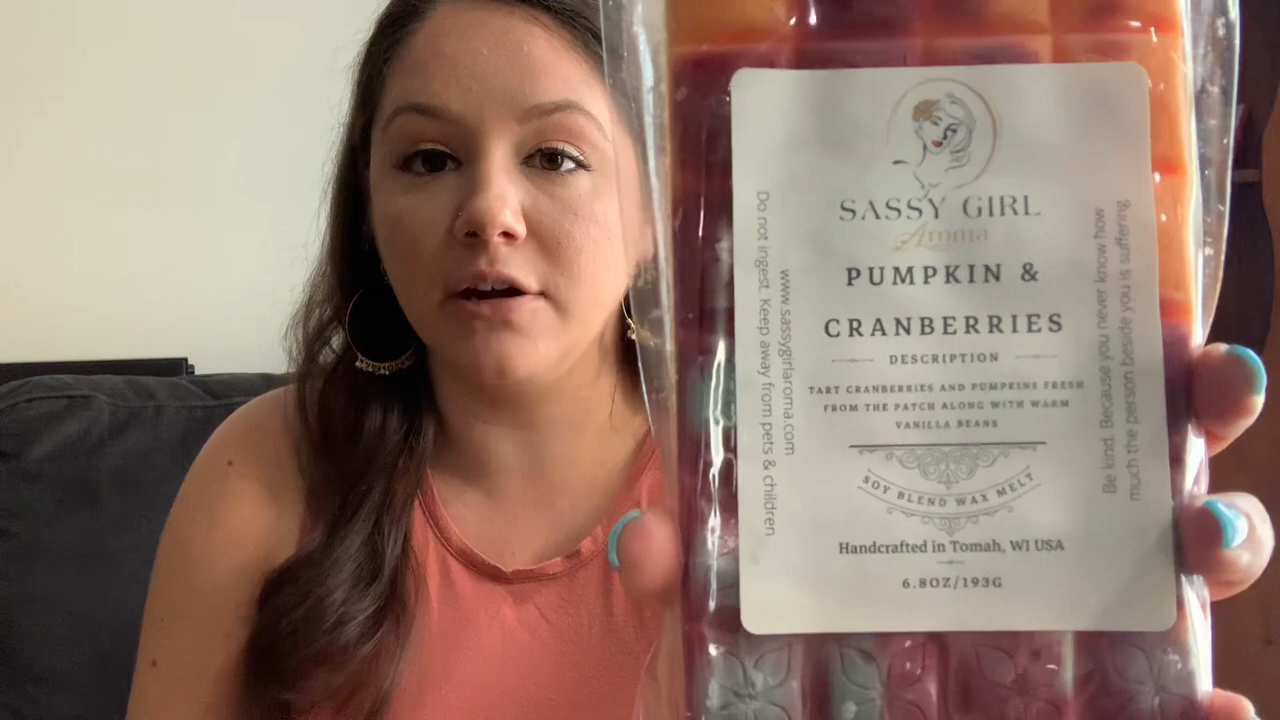 SASSY GIRL
Aroma
PUMPKIN &
CRANBERRIES
DESCRIPTION
TART CRANBERRIES AND PUMPKINS FRESH
FROM THE PATCH ALONG WITH WARM
VANILLA BEANS
SOY BLEND WAX MELT
Handcrafted in Tomah, WI USA
6.8OZ/193G
www.sassygirlaroma.com
Do not ingest. Keep away from pets & children
Be kind. Because you never know how
much the person beside you is suffering